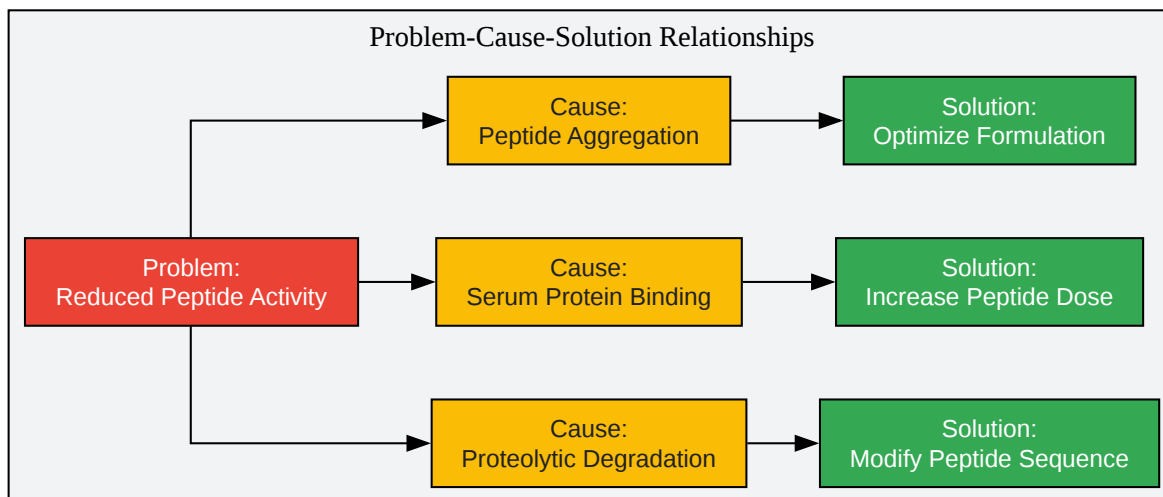 Problem-Cause-Solution Relationships
Cause:
Peptide Aggregation
Solution:
Optimize Formulation
Problem:
Reduced Peptide Activity
Cause:
Serum Protein Binding
Solution:
Increase Peptide Dose
Cause:
Proteolytic Degradation
Solution:
Modify Peptide Sequence